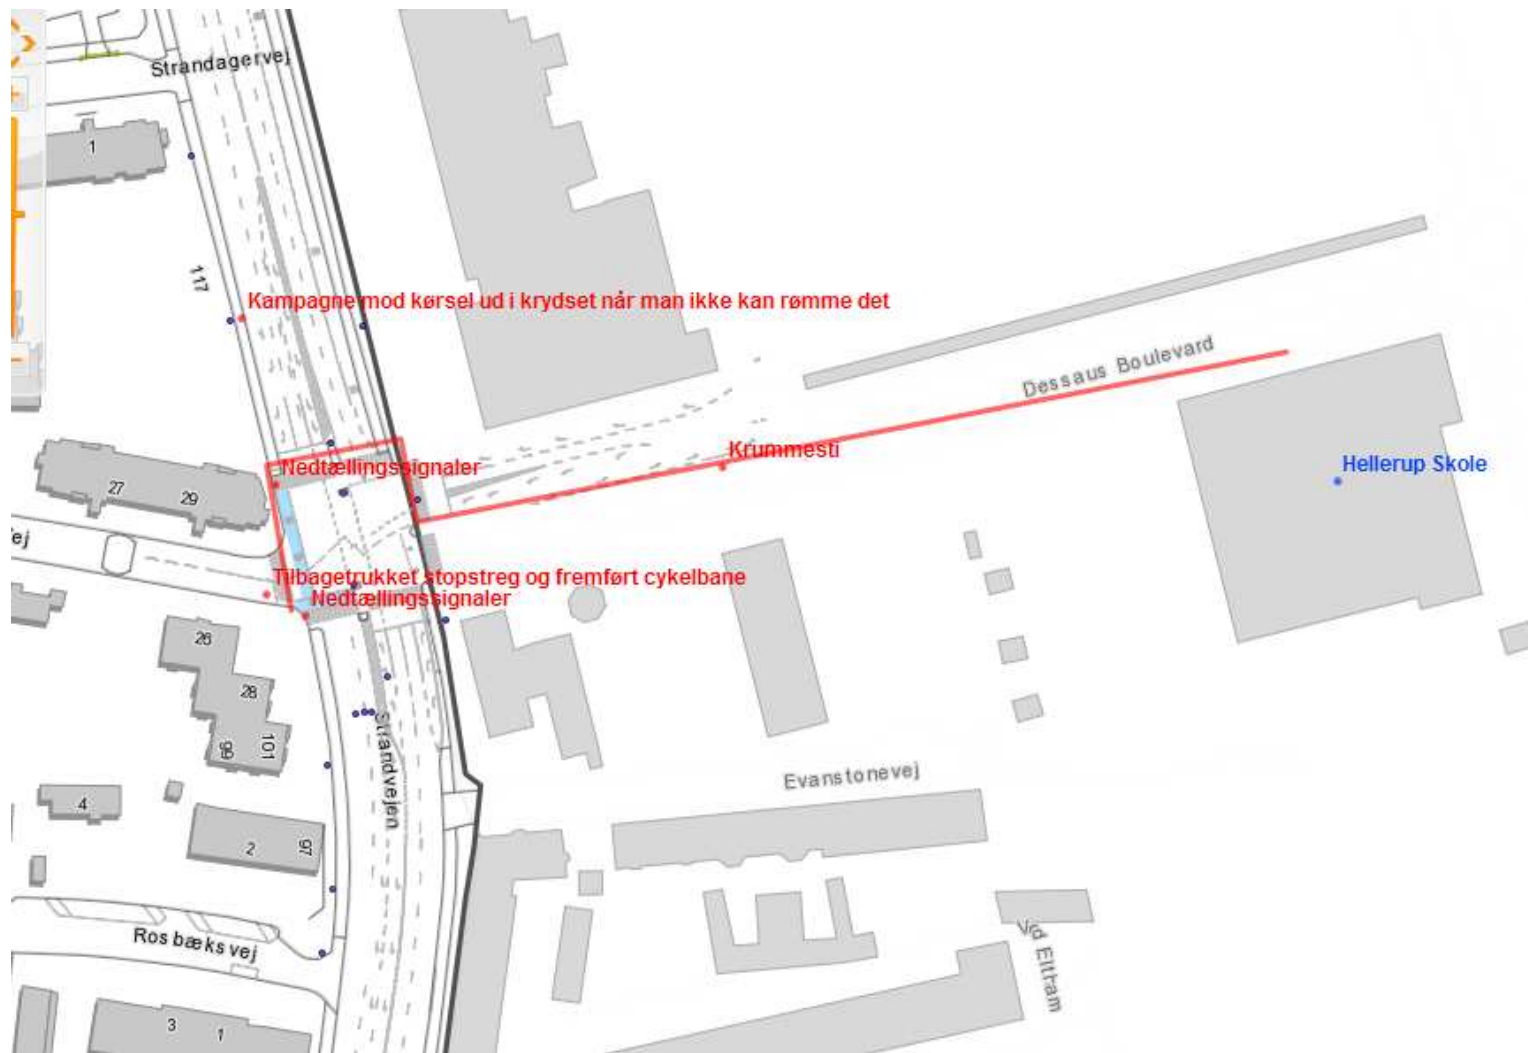 Strandagervej
1
117
Kampagne mod kørsel ud i krydset når man ikke kan rømme det
Dessaus Boulevard
Krummesti
Hellerup Skole
Nedtællingssignaler
27
29
ej
Tilbagetrukket stopstreg og fremført cykelbane
Nedtællingssignaler
26
28
99
101
Strandvejen
Evanstonevej
4
2
97
Rosbæksvej
Ved Eltham
3
1